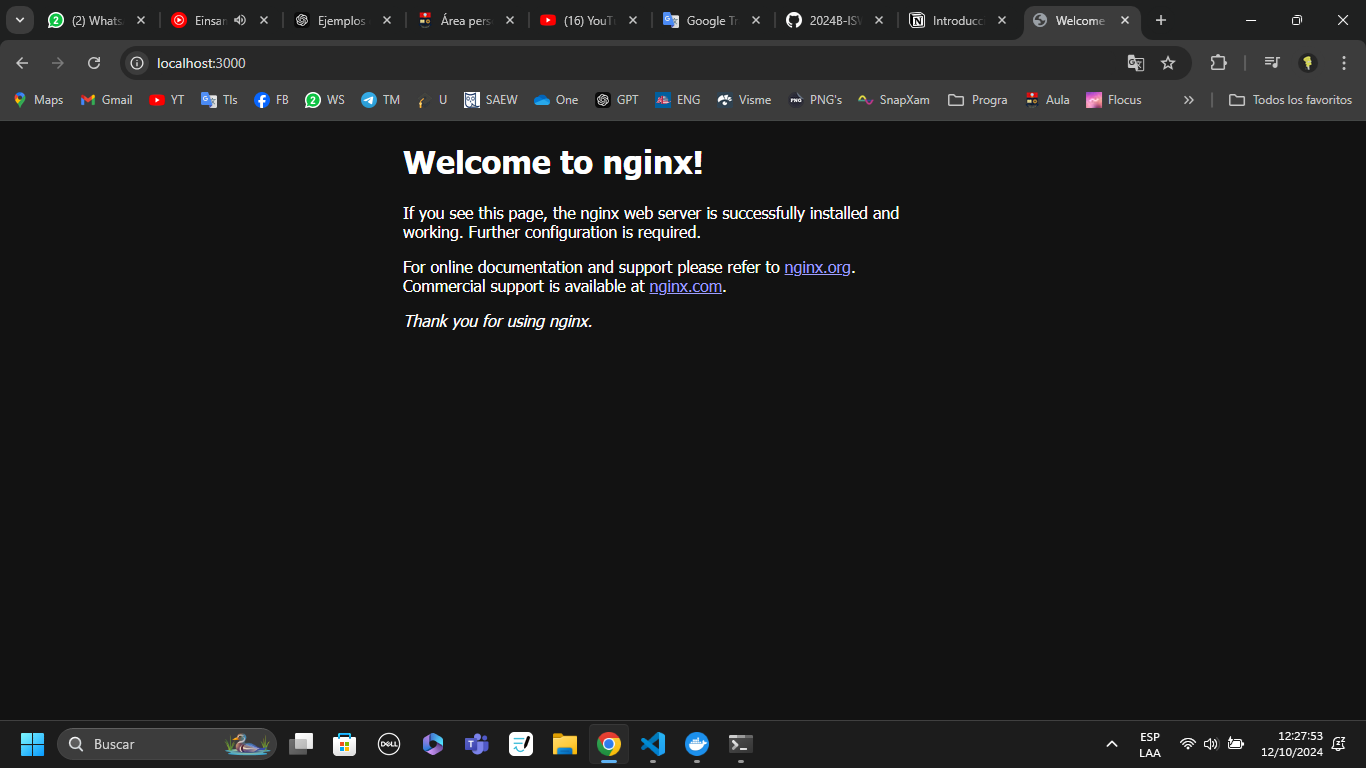 (2) Whats
Einsar
Ejemplos
Área pers
(16) YouTu
Google Tr
2024B-ISW
Introducci
Welcome
localhost:3000
Maps
Gmail
YT
Tls
FB
WS
TM
U
SAEW
One
GPT
ENG
Visme
PNG's
SnapXam
Progra
Aula
Flocus
»
Todos los favoritos
Welcome to nginx!
If you see this page, the nginx web server is successfully installed and
working. Further configuration is required.
For online documentation and support please refer to nginx.org.
Commercial support is available at nginx.com.
Thank you for using nginx.
Buscar
DELL
ESP
LAA
12:27:53
12/10/2024